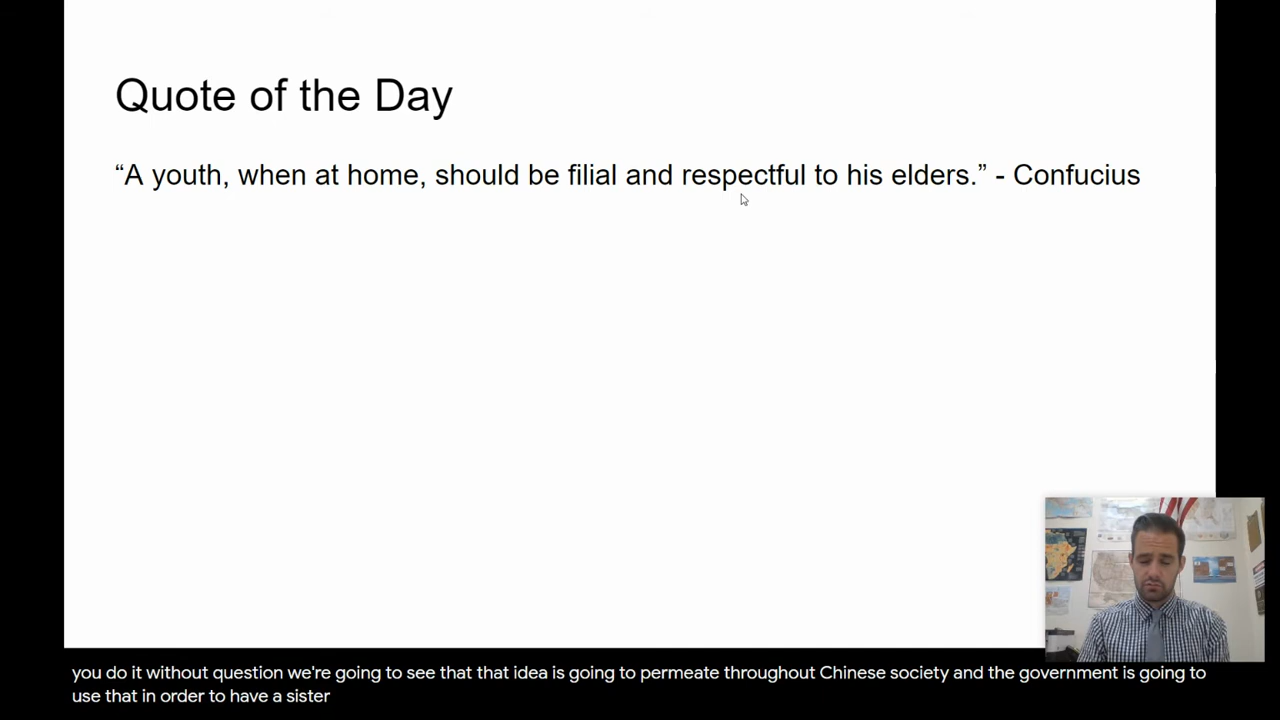 Quote of the Day
“A youth, when at home, should be filial and respectful to his elders.” - Confucius
you do it without question we're going to see that that idea is going to permeate throughout Chinese society and the government is going to
use that in order to have a sister